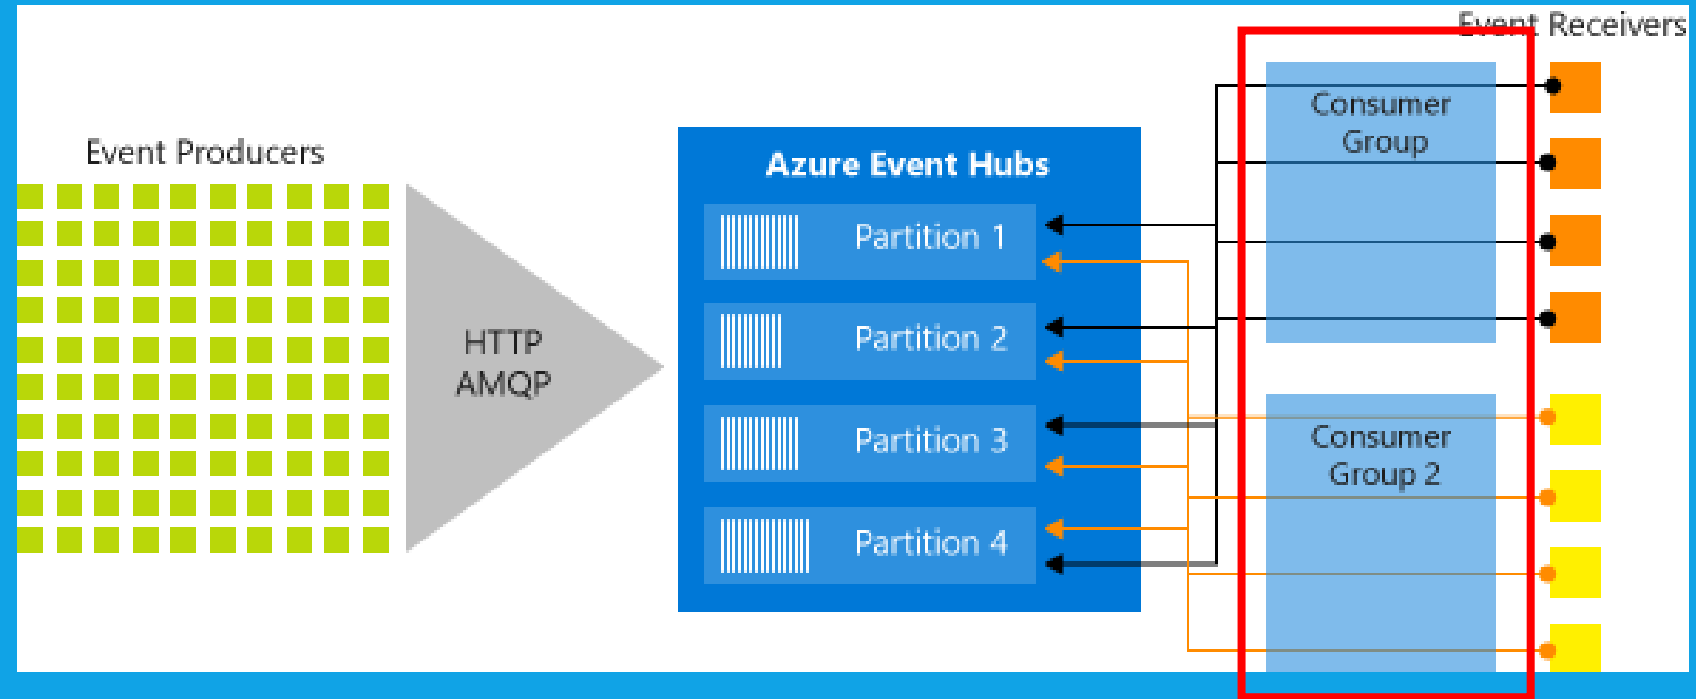 Event Receivers
Consumer
Group
Event Producers
Azure Event Hubs
Partition 1
HTTP
AMQP
Partition 2
Partition 3
Consumer
Group 2
Partition 4